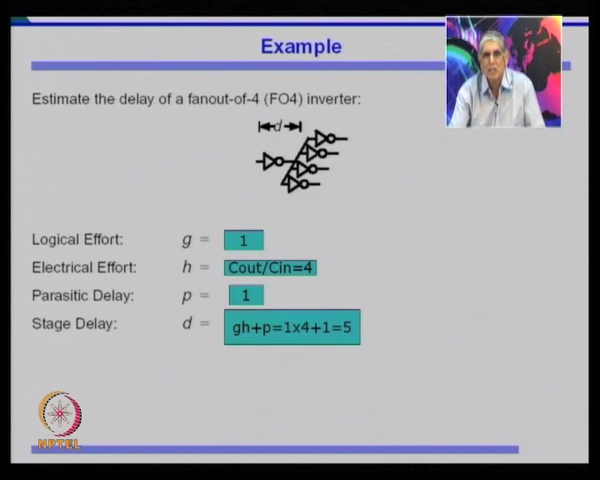 Example
Estimate the delay of a fanout-of-4 (FO4) inverter:
d
Logical Effort: g = 1
Electrical Effort: h = Cout/Cin=4
Parasitic Delay: p = 1
Stage Delay: d = gh+p=1x4+1=5
NPTEL